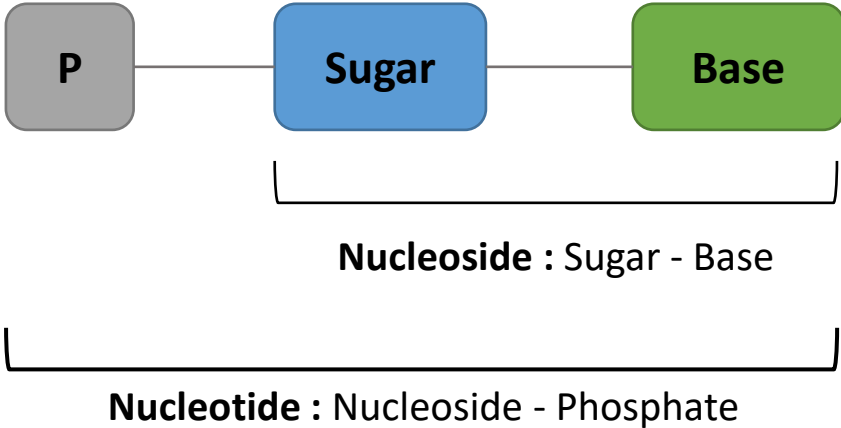 P Sugar Base
Nucleoside : Sugar - Base
Nucleotide : Nucleoside - Phosphate